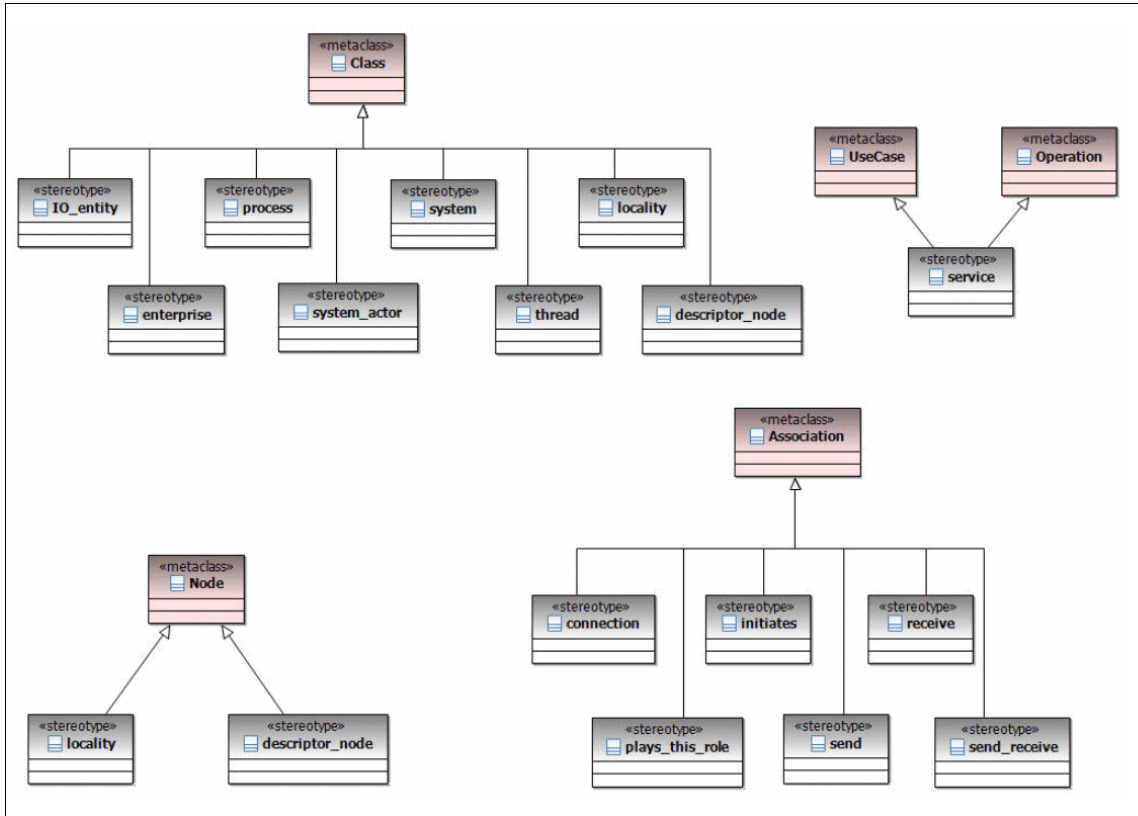 «metaclass»
Class
«stereotype»
IO_entity
«stereotype»
process
«stereotype»
system
«stereotype»
locality
«stereotype»
enterprise
«stereotype»
system_actor
«stereotype»
thread
«stereotype»
descriptor_node
«metaclass»
UseCase
«metaclass»
Operation
«stereotype»
service
«metaclass»
Association
«stereotype»
connection
«stereotype»
initiates
«stereotype»
receive
«stereotype»
plays_this_role
«stereotype»
send
«stereotype»
send_receive
«metaclass»
Node
«stereotype»
locality
«stereotype»
descriptor_node